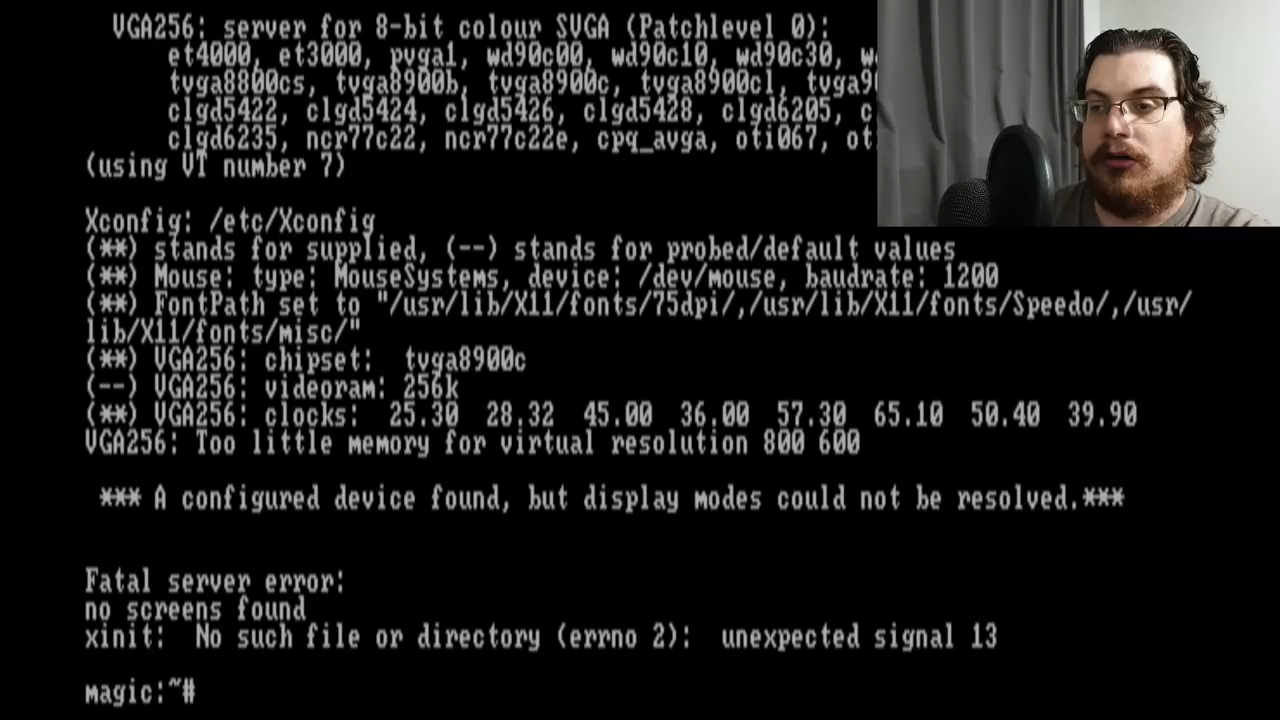 VGA256: server for 8-bit colour SVGA (Patchlevel 0):
et4000, et3000, pvga1, wd90c00, wd90c10, wd90c30,
tvga8800cs, tvga8900b, tvga8900c, tvga8900cl,
clgd5422, clgd5424, clgd5426, clgd5428, clgd6205,
clgd6235, ncr77c22, ncr77c22e, cpq_avga, oti067,
(using VT number 7)
Xconfig: /etc/Xconfig
(**) stands for supplied, (--) stands for probed/default values
(**) Mouse: type: MouseSystems, device: /dev/mouse, baudrate: 1200
(**) FontPath set to "/usr/lib/X11/fonts/75dpi/,/usr/lib/X11/fonts/Speedo/,/usr/
lib/X11/fonts/misc/"
(**) VGA256: chipset:  tvga8900c
(--) VGA256: videoram: 256k
(**) VGA256: clocks:  25.30  28.32  45.00  36.00  57.30  65.10  50.40  39.90
VGA256: Too little memory for virtual resolution 800 600
*** A configured device found, but display modes could not be resolved.***
Fatal server error:
no screens found
xinit:  No such file or directory (errno 2):  unexpected signal 13
magic:~#